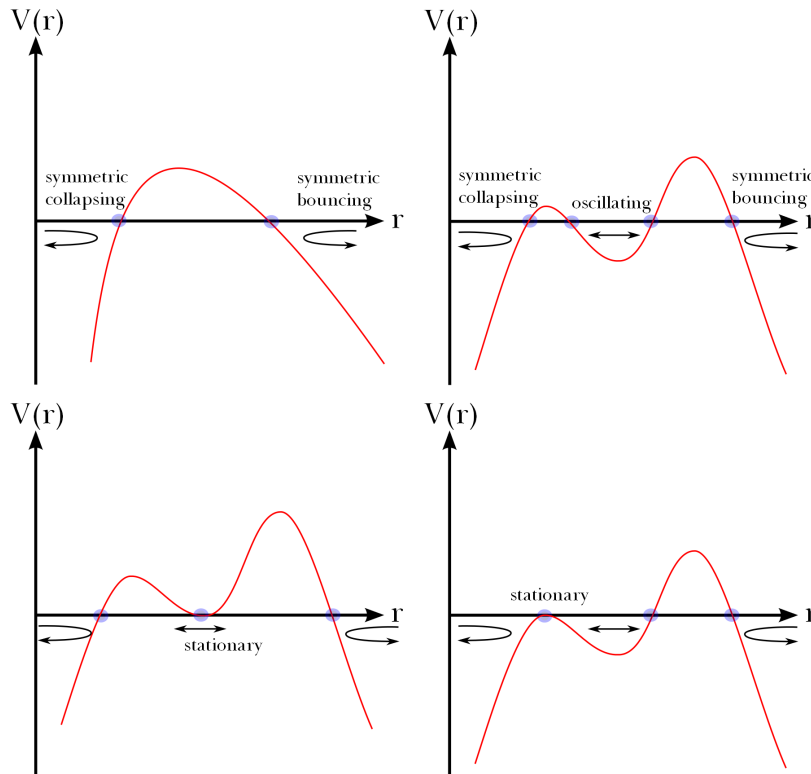 V(r)
symmetric
collapsing
symmetric
bouncing
r
V(r)
symmetric
collapsing
oscillating
symmetric
bouncing
r
V(r)
stationary
r
V(r)
stationary
r